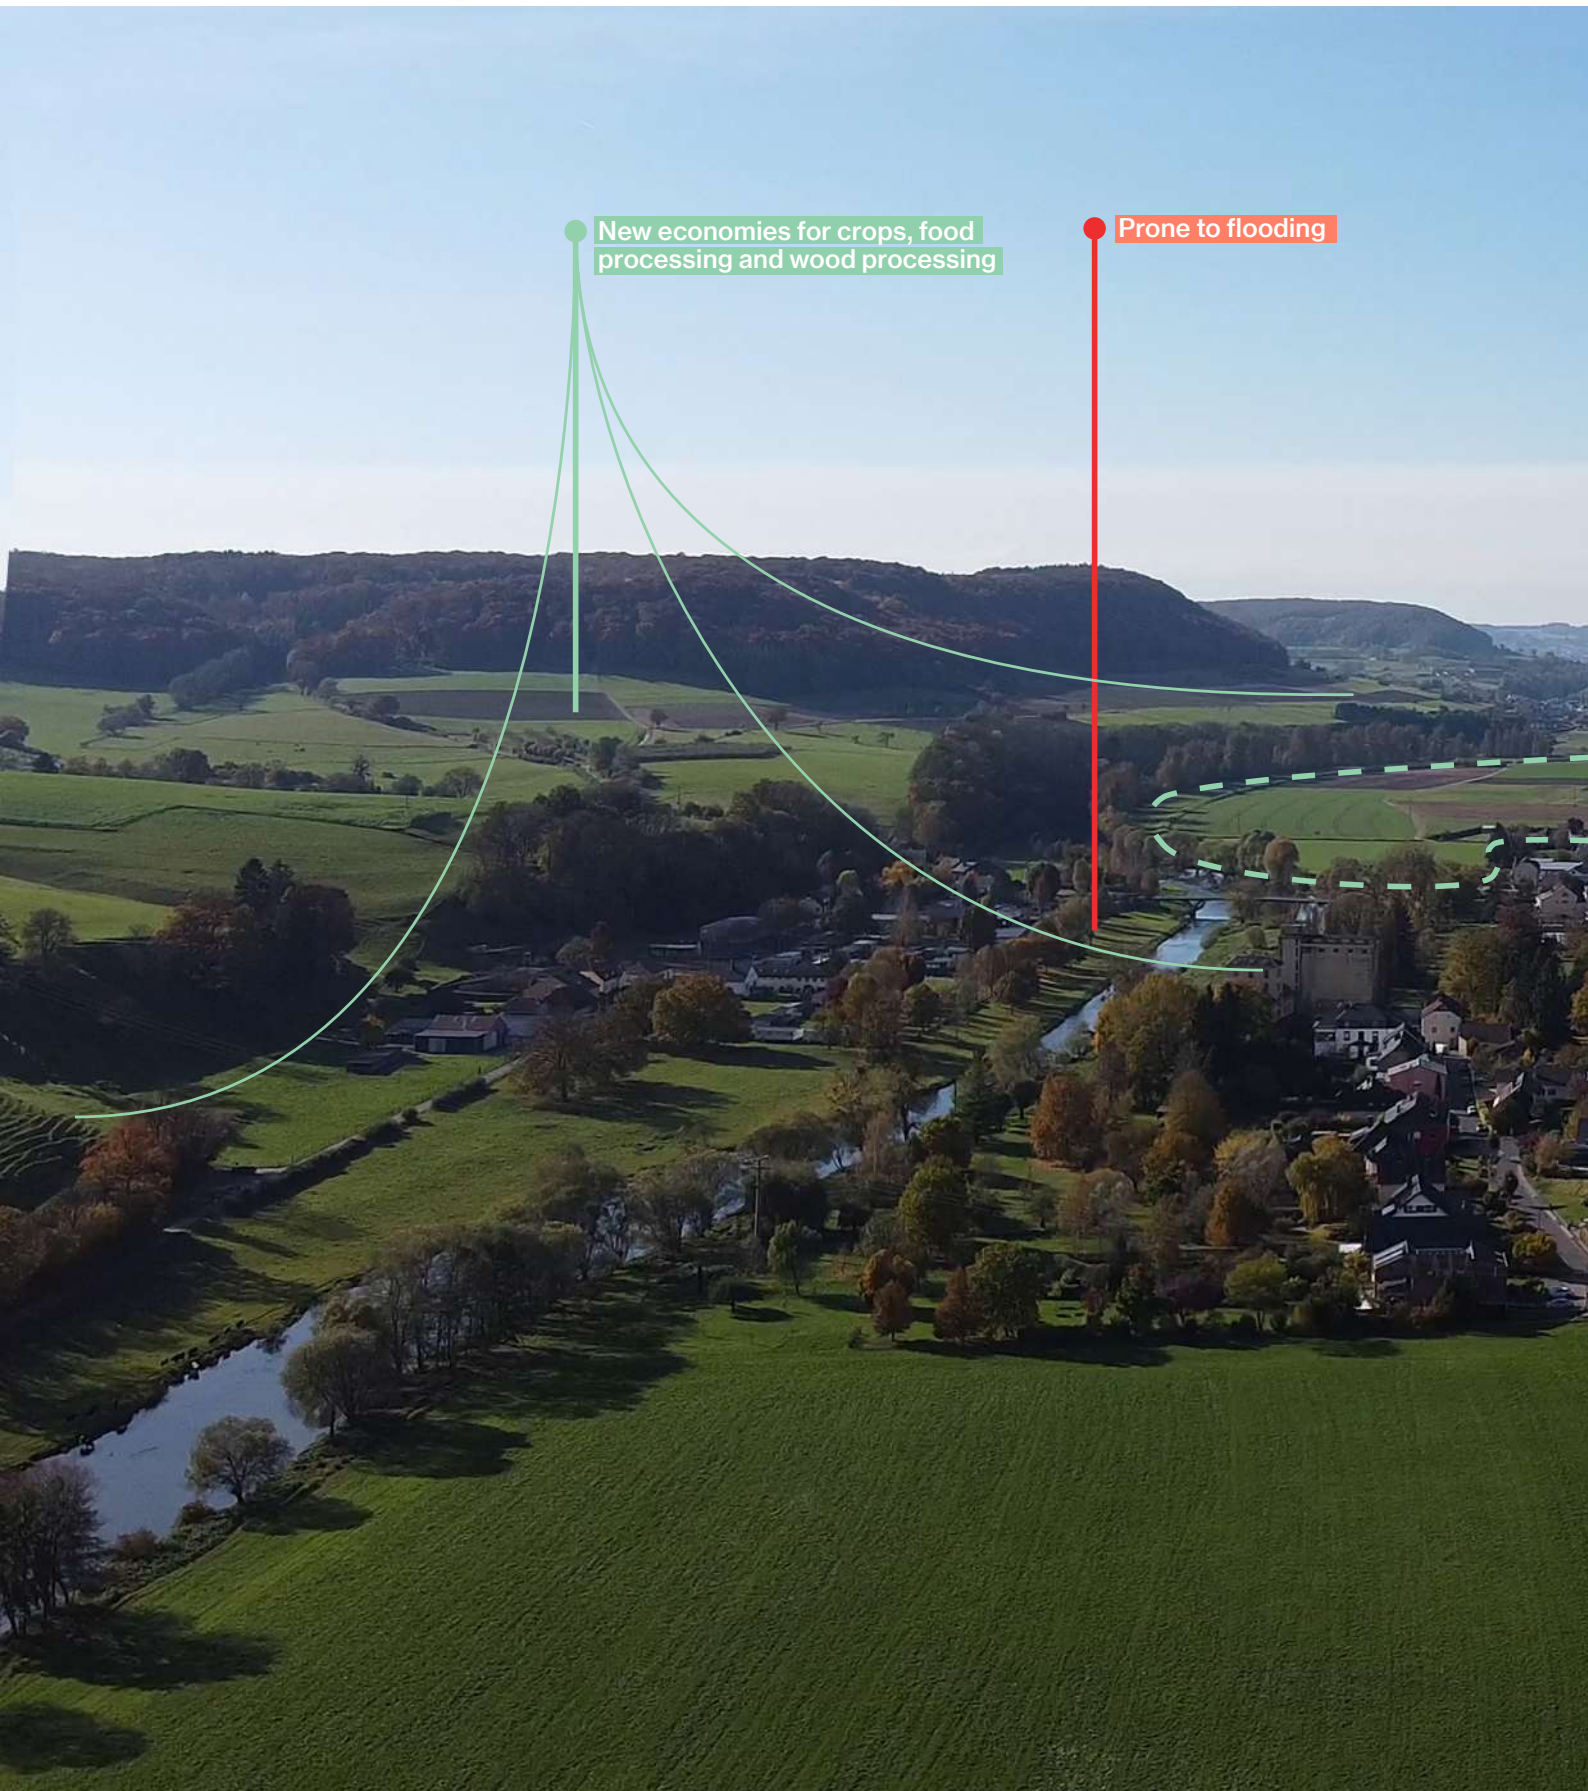 New economies for crops, food
processing and wood processing
Prone to flooding